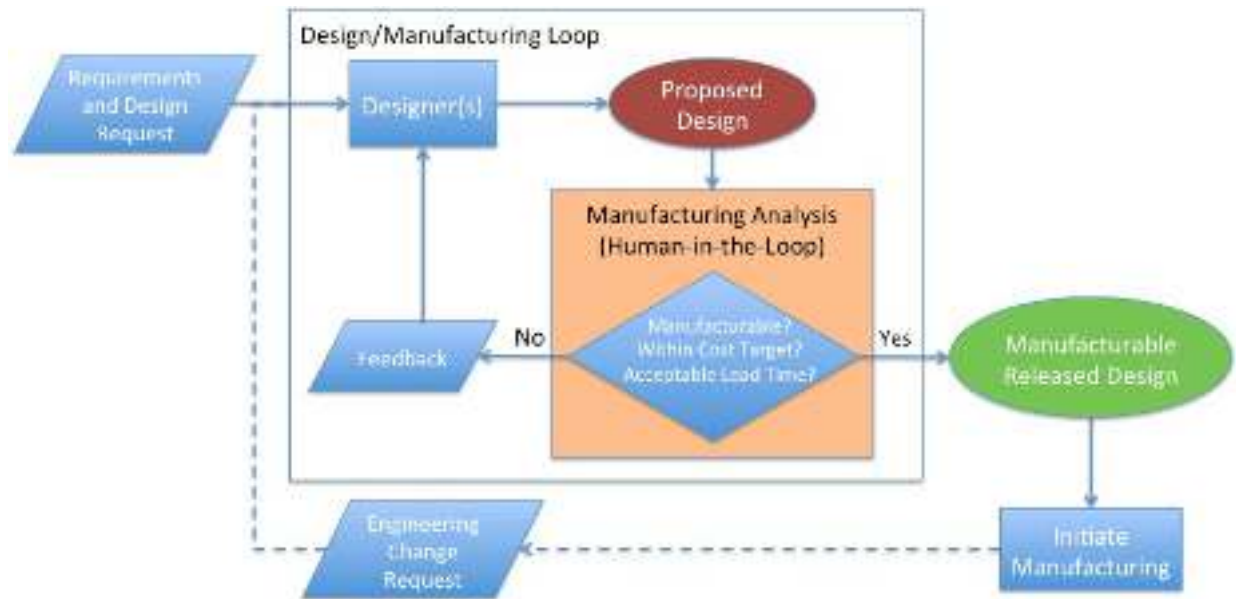 Design/Manufacturing Loop
Requirements
and Design
Request
Designer(s)
Proposed
Design
Manufacturing Analysis
(Human-in-the-Loop)
Manufacturable?
Within Cost Target?
Acceptable Lead Time?
No
Yes
Feedback
Manufacturable
Released Design
Engineering
Change
Request
Initiate
Manufacturing